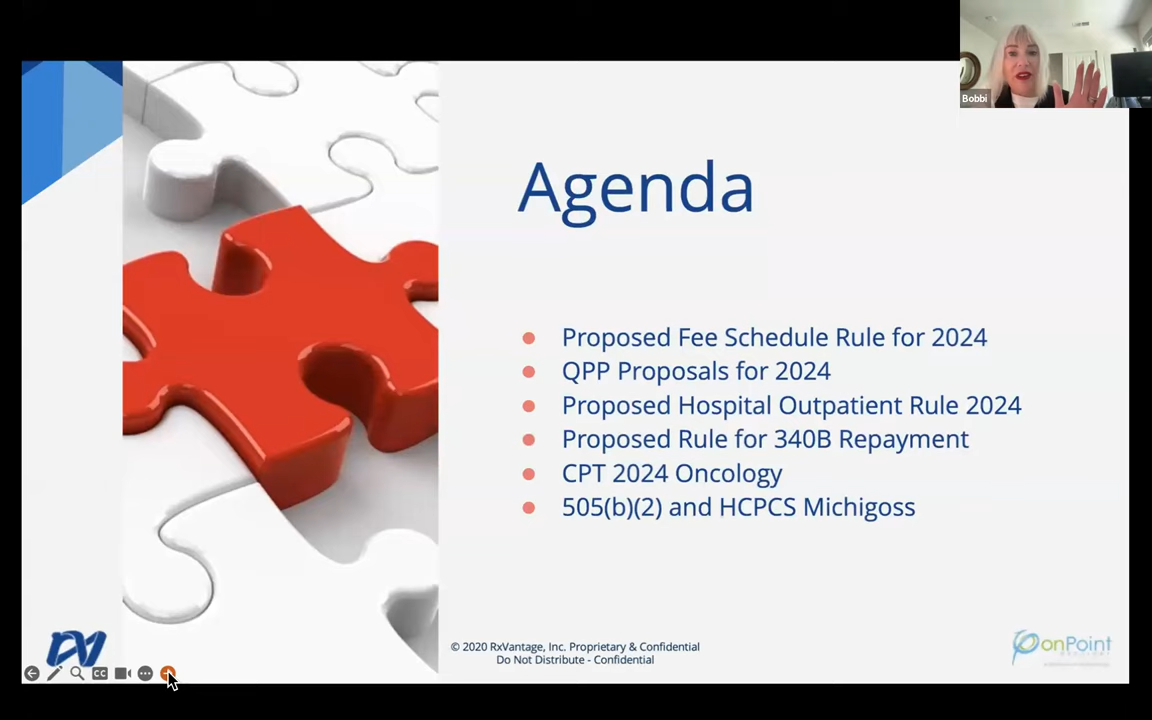 Bobbi
Agenda
Proposed Fee Schedule Rule for 2024
QPP Proposals for 2024
Proposed Hospital Outpatient Rule 2024
Proposed Rule for 340B Repayment
CPT 2024 Oncology
505(b)(2) and HCPCS Michigoss
© 2020 RxVantage, Inc. Proprietary & Confidential
Do Not Distribute - Confidential
onPoint
CC